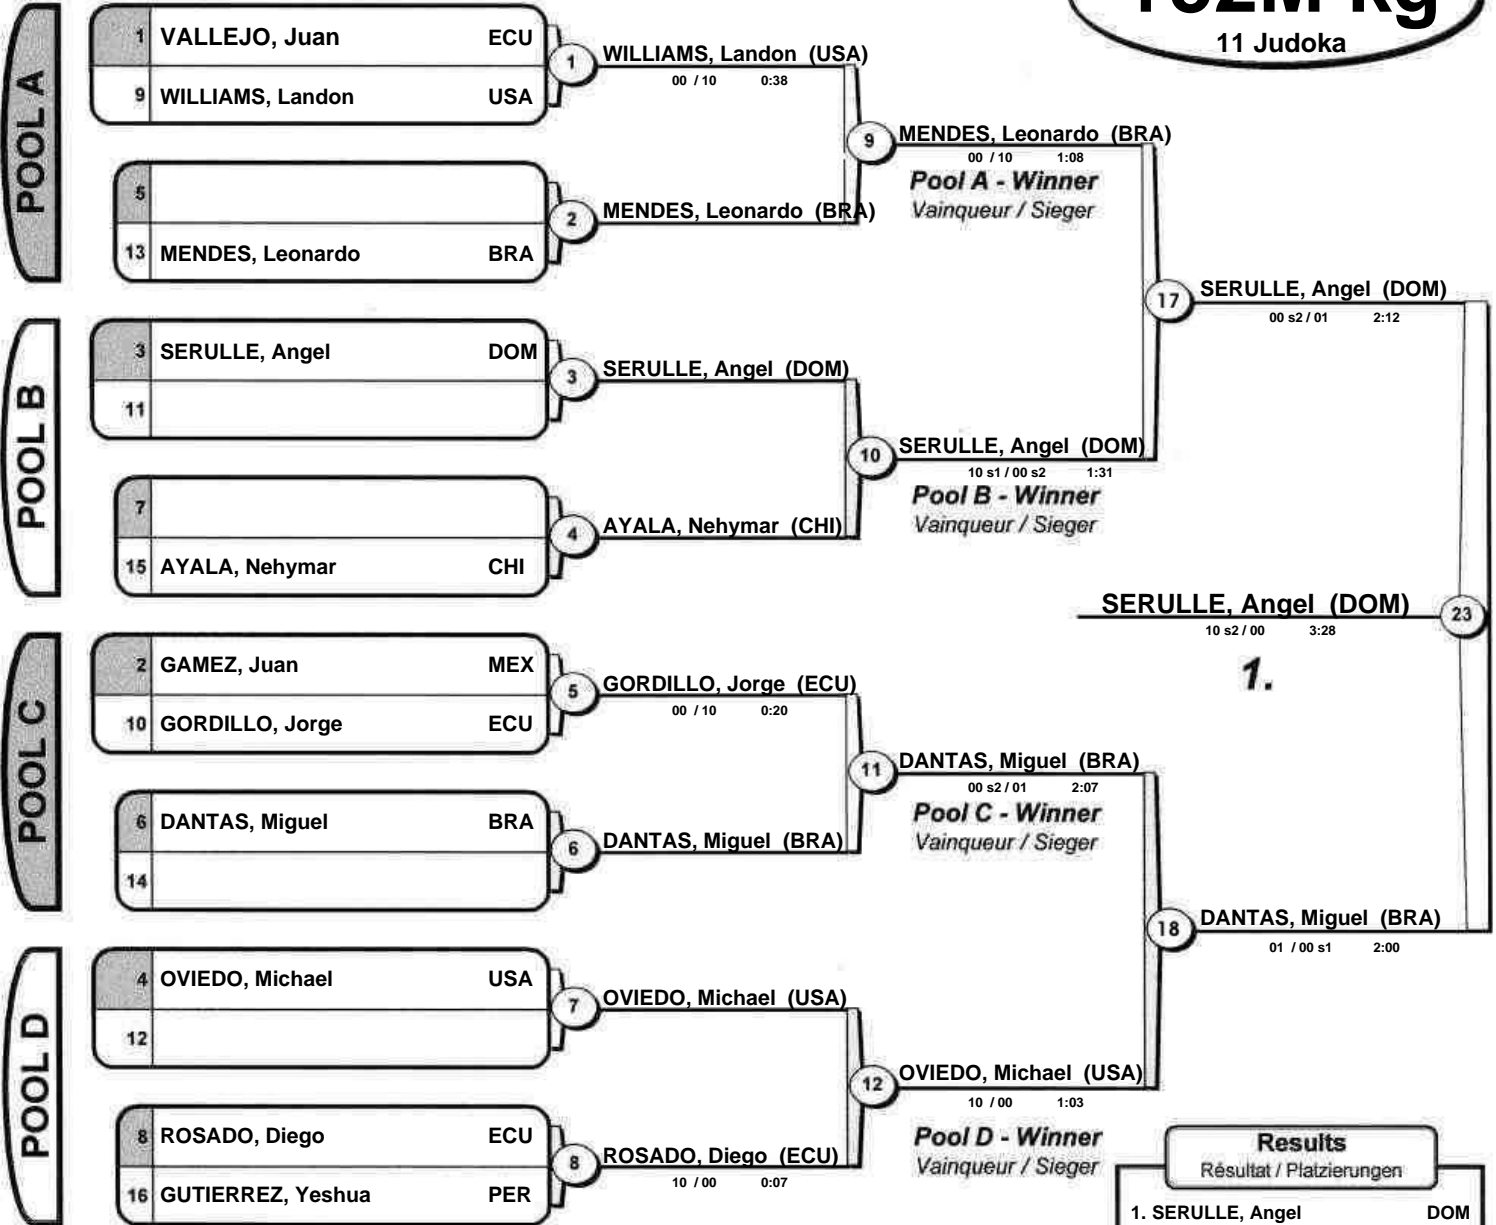 11 Judoka
POOL A
1 VALLEJO, Juan ECU
9 WILLIAMS, Landon USA
5
13 MENDES, Leonardo BRA
1 WILLIAMS, Landon (USA)
00 / 10 0:38
2 MENDES, Leonardo (BRA)
9 MENDES, Leonardo (BRA)
00 / 10 1:08
Pool A - Winner
Vainqueur / Sieger
POOL B
3 SERULLE, Angel DOM
11
7
15 AYALA, Nehymar CHI
3 SERULLE, Angel (DOM)
4 AYALA, Nehymar (CHI)
10 SERULLE, Angel (DOM)
10 s1 / 00 s2 1:31
Pool B - Winner
Vainqueur / Sieger
17 SERULLE, Angel (DOM)
00 s2 / 01 2:12
SERULLE, Angel (DOM) 23
10 s2 / 00 3:28
1.
POOL C
2 GAMEZ, Juan MEX
10 GORDILLO, Jorge ECU
6 DANTAS, Miguel BRA
14
5 GORDILLO, Jorge (ECU)
00 / 10 0:20
6 DANTAS, Miguel (BRA)
11 DANTAS, Miguel (BRA)
00 s2 / 01 2:07
Pool C - Winner
Vainqueur / Sieger
18 DANTAS, Miguel (BRA)
01 / 00 s1 2:00
POOL D
4 OVIEDO, Michael USA
12
8 ROSADO, Diego ECU
16 GUTIERREZ, Yeshua PER
7 OVIEDO, Michael (USA)
8 ROSADO, Diego (ECU)
10 / 00 0:07
12 OVIEDO, Michael (USA)
10 / 00 1:03
Pool D - Winner
Vainqueur / Sieger
Results
Résultat / Platzierungen
1. SERULLE, Angel DOM